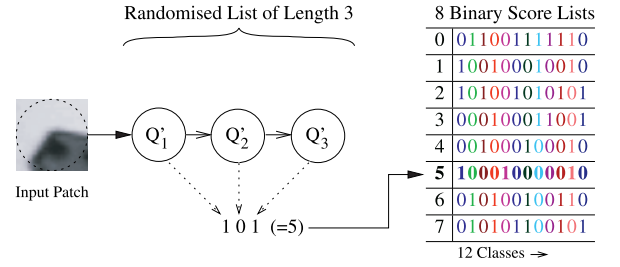 Randomised List of Length 3
8 Binary Score Lists
0 011001111110
1 100100010010
2 101001010101
3 000100011001
4 001000100010
5 100010000010
6 010100100110
7 010101100101
12 Classes
Q'1 Q'2 Q'3
Input Patch
1 0 1 (=5)